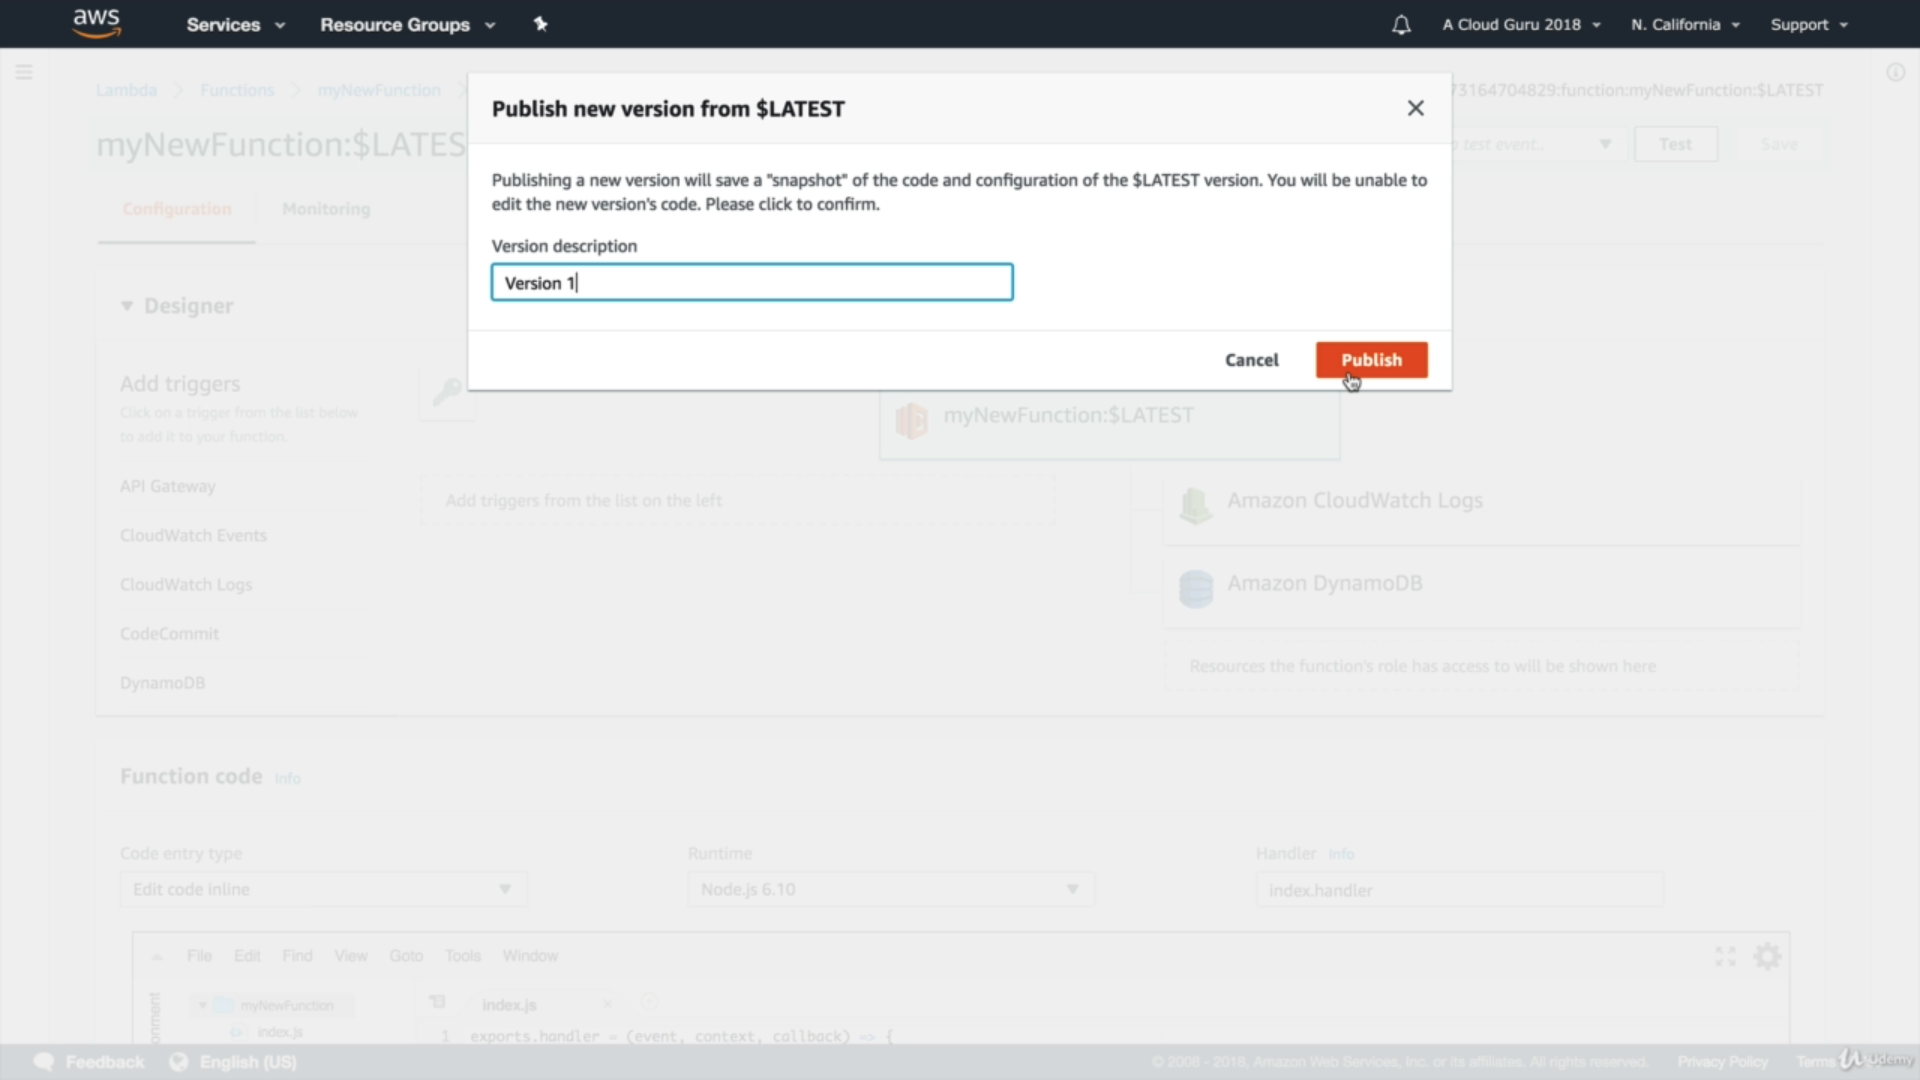 aws
Services
Resource Groups
A Cloud Guru 2018
N. California
Support
Lambda
Functions
myNewFunction
73164704829:function:myNewFunction:$LATEST
myNewFunction:$LATES
test event..
Test
Save
Configuration
Monitoring
Publish new version from $LATEST
Publishing a new version will save a "snapshot" of the code and configuration of the $LATEST version. You will be unable to
edit the new version's code. Please click to confirm.
Version description
Version 1
Cancel
Publish
Designer
Add triggers
Click on a trigger from the list below
to add it to your function.
API Gateway
CloudWatch Events
CloudWatch Logs
CodeCommit
DynamoDB
Add triggers from the list on the left
myNewFunction:$LATEST
Amazon CloudWatch Logs
Amazon DynamoDB
Resources the function's role has access to will be shown here
Function code Info
Code entry type
Edit code inline
Runtime
Node.js 6.10
Handler Info
index.handler
File Edit Find View Goto Tools Window
onment
myNewFunction
index.js
index.js
1 exports.handler = (event, context, callback) => {
Feedback
English (US)
© 2008 - 2018, Amazon Web Services, Inc. or its affiliates. All rights reserved.
Privacy Policy
Terms
Udemy